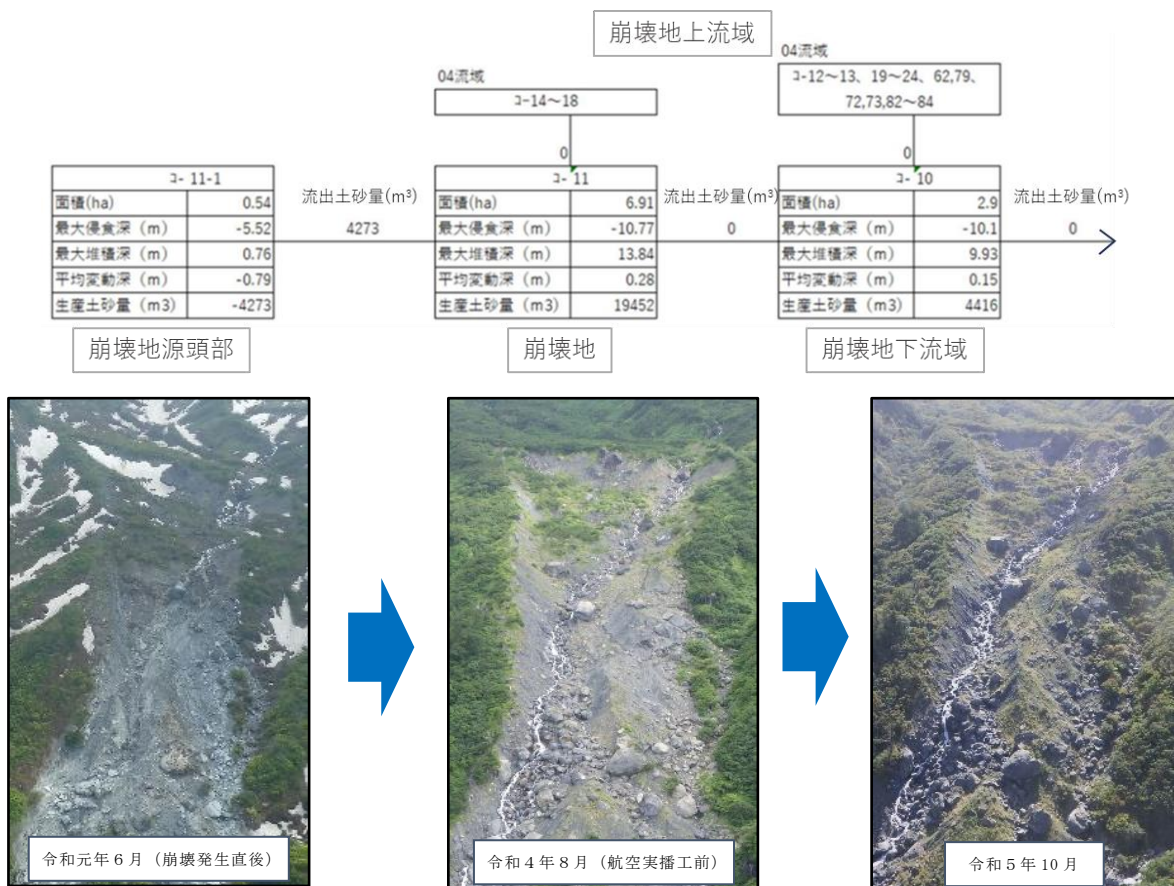 崩壊地上流域
04流域
ｺ-14～18
0
04流域
ｺ-12～13、19～24、62,79、
72,73,82～84
0
ｺ- 11-1
面積(ha) 0.54
最大侵食深（m） -5.52
最大堆積深（m） 0.76
平均変動深（m） -0.79
生産土砂量（m3） -4273
流出土砂量(m³)
4273
ｺ- 11
面積(ha) 6.91
最大侵食深（m） -10.77
最大堆積深（m） 13.84
平均変動深（m） 0.28
生産土砂量（m3） 19452
流出土砂量(m³)
0
ｺ- 10
面積(ha) 2.9
最大侵食深（m） -10.1
最大堆積深（m） 9.93
平均変動深（m） 0.15
生産土砂量（m3） 4416
流出土砂量(m³)
0
崩壊地源頭部
崩壊地
崩壊地下流域
令和元年６月（崩壊発生直後）
令和４年８月（航空実播工前）
令和５年10月